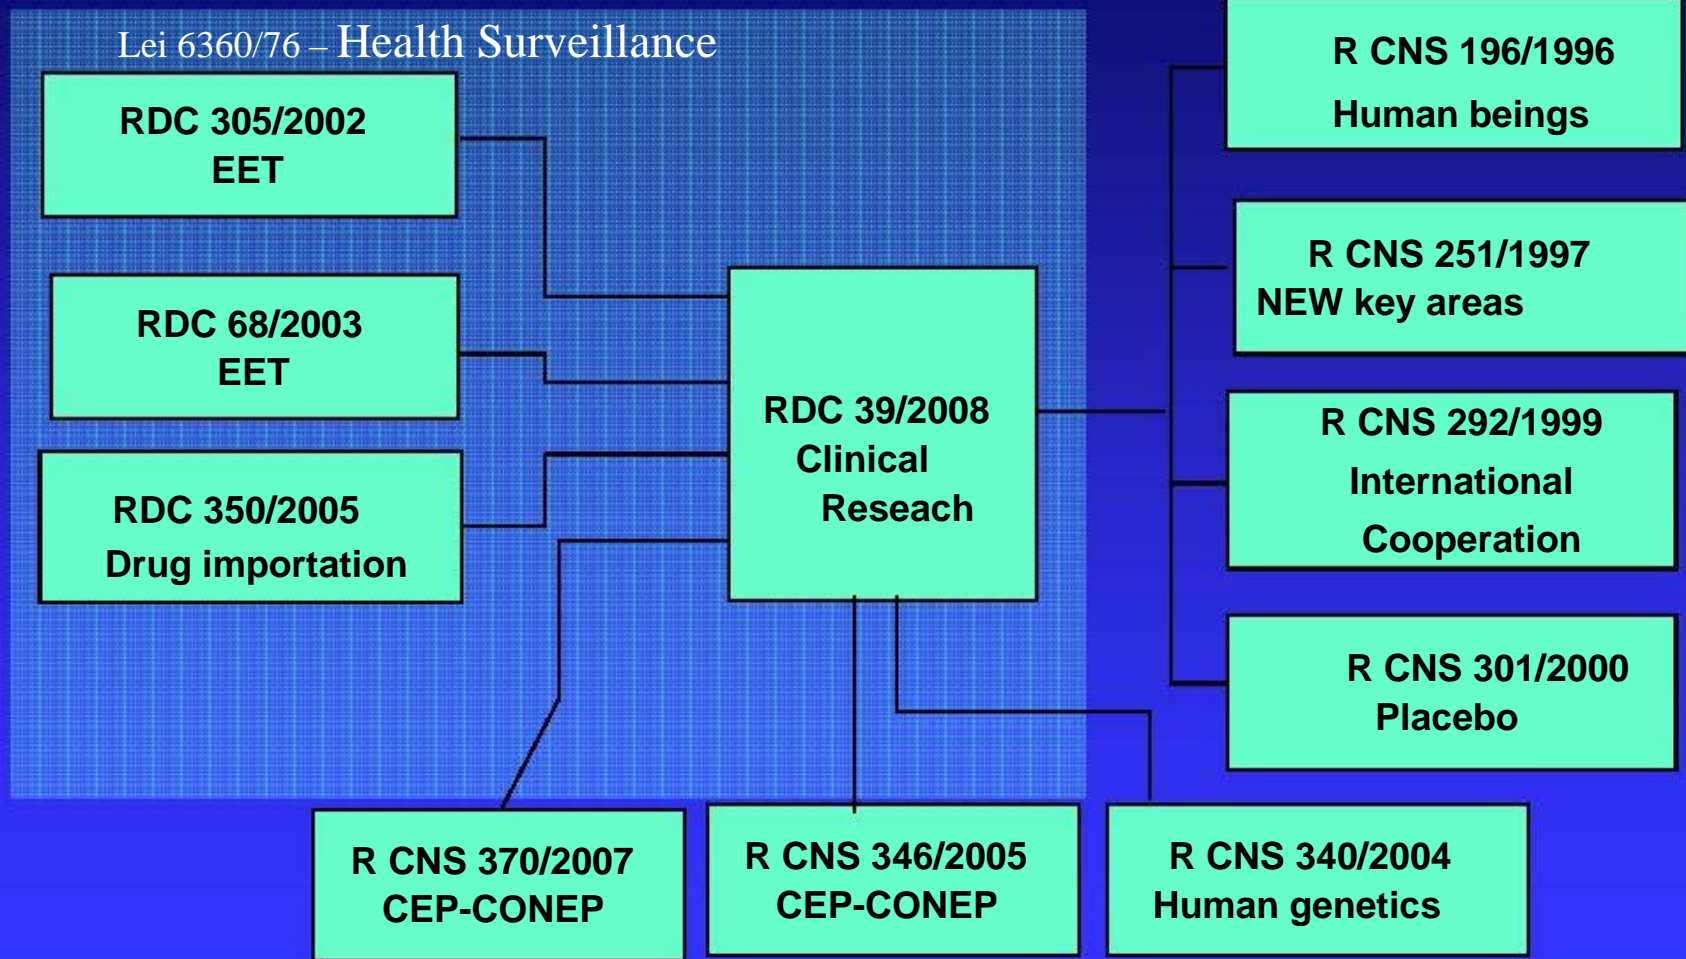 Lei 6360/76 – Health Surveillance
RDC 305/2002
EET
RDC 68/2003
EET
RDC 350/2005
Drug importation
RDC 39/2008
Clinical
Reseach
R CNS 196/1996
Human beings
R CNS 251/1997
NEW key areas
R CNS 292/1999
International
Cooperation
R CNS 301/2000
Placebo
R CNS 370/2007
CEP-CONEP
R CNS 346/2005
CEP-CONEP
R CNS 340/2004
Human genetics